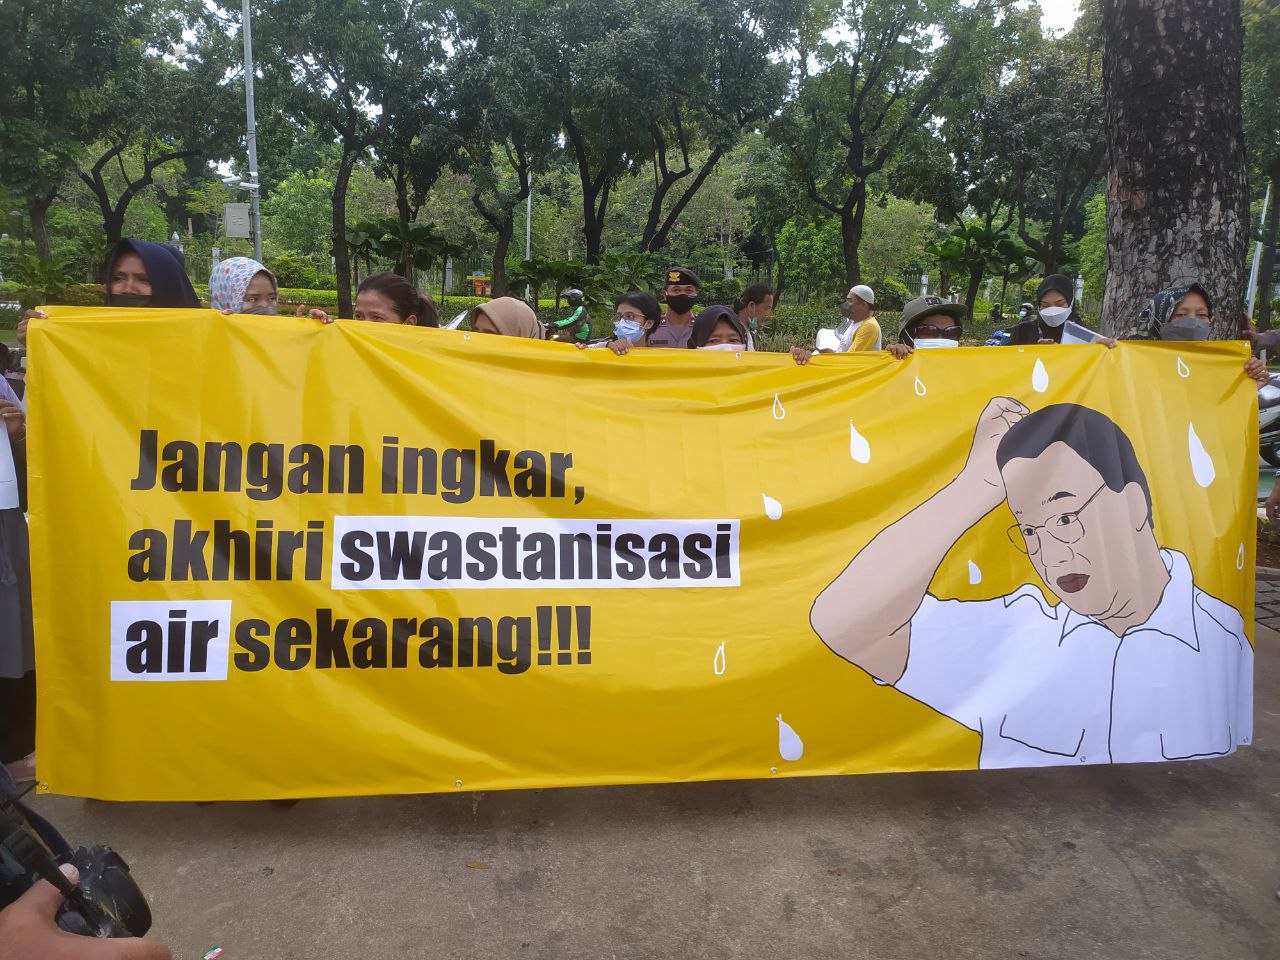 Jangan ingkar,
akhiri swastanisasi
air sekarang!!!